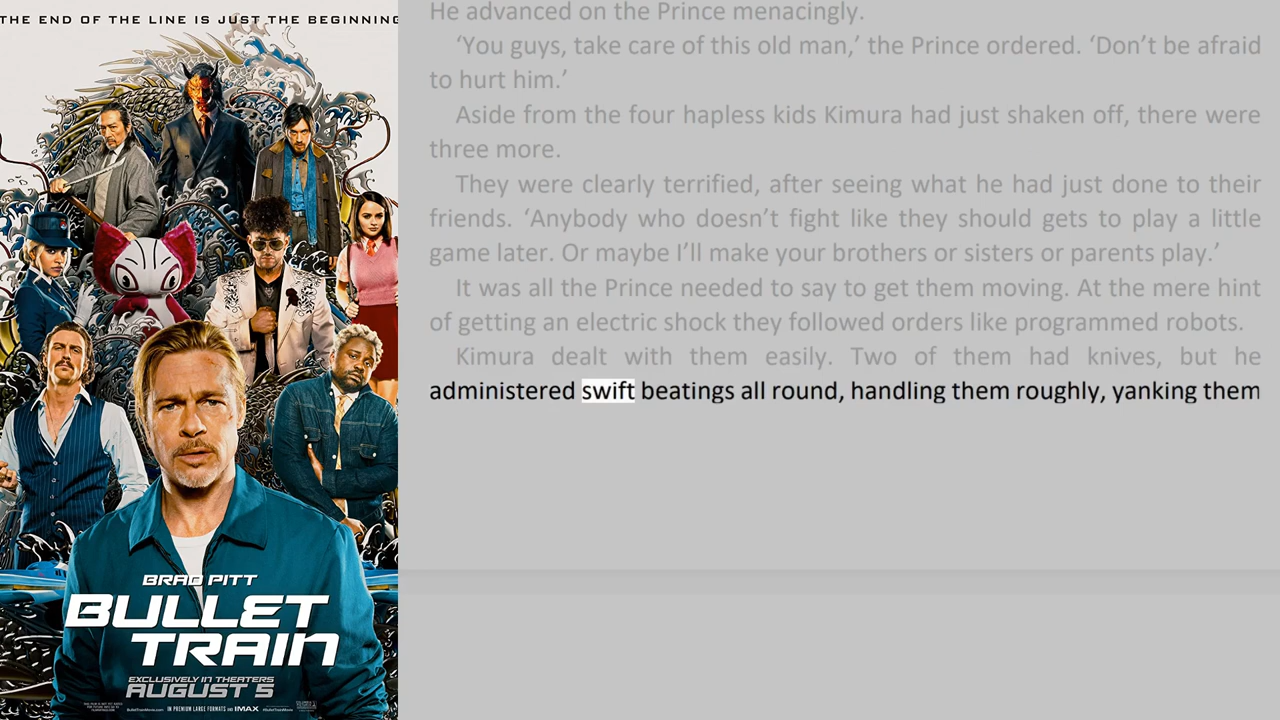 THE END OF THE LINE IS JUST THE BEGINNING
BRAD PITT
BULLET
TRAIN
EXCLUSIVELY IN THEATERS
AUGUST 5
BulletTrainMovie.com
IN PREMIUM LARGE FORMATS AND IMAX
#BulletTrainMovie
He advanced on the Prince menacingly.
‘You guys, take care of this old man,’ the Prince ordered. ‘Don’t be afraid
to hurt him.’
Aside from the four hapless kids Kimura had just shaken off, there were
three more.
They were clearly terrified, after seeing what he had just done to their
friends. ‘Anybody who doesn’t fight like they should gets to play a little
game later. Or maybe I’ll make your brothers or sisters or parents play.’
It was all the Prince needed to say to get them moving. At the mere hint
of getting an electric shock they followed orders like programmed robots.
Kimura dealt with them easily. Two of them had knives, but he
administered swift beatings all round, handling them roughly, yanking them